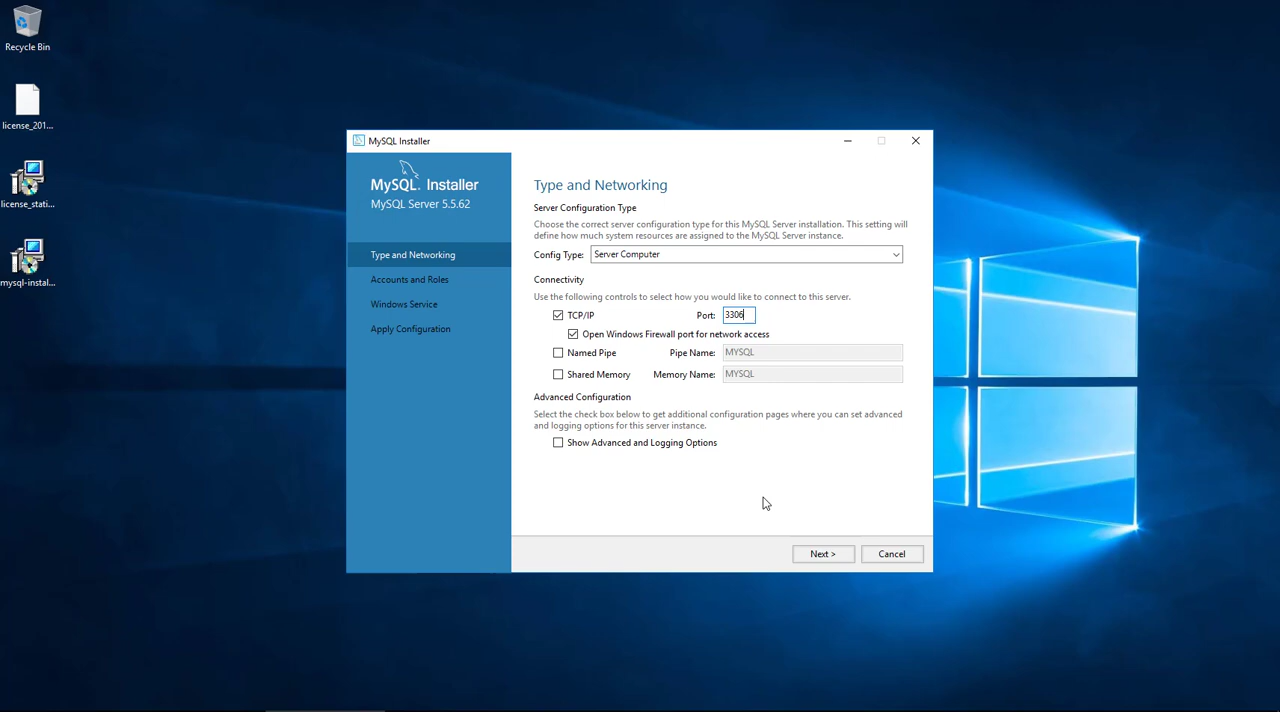 Recycle Bin
license_201...
license_stati...
mysql-instal...
MySQL Installer
MySQL. Installer
MySQL Server 5.5.62
Type and Networking
Accounts and Roles
Windows Service
Apply Configuration
Type and Networking
Server Configuration Type
Choose the correct server configuration type for this MySQL Server installation. This setting will
define how much system resources are assigned to the MySQL Server instance.
Config Type: Server Computer
Connectivity
Use the following controls to select how you would like to connect to this server.
TCP/IP Port: 3306
Open Windows Firewall port for network access
Named Pipe Pipe Name: MYSQL
Shared Memory Memory Name: MYSQL
Advanced Configuration
Select the check box below to get additional configuration pages where you can set advanced
and logging options for this server instance.
Show Advanced and Logging Options
Next > Cancel